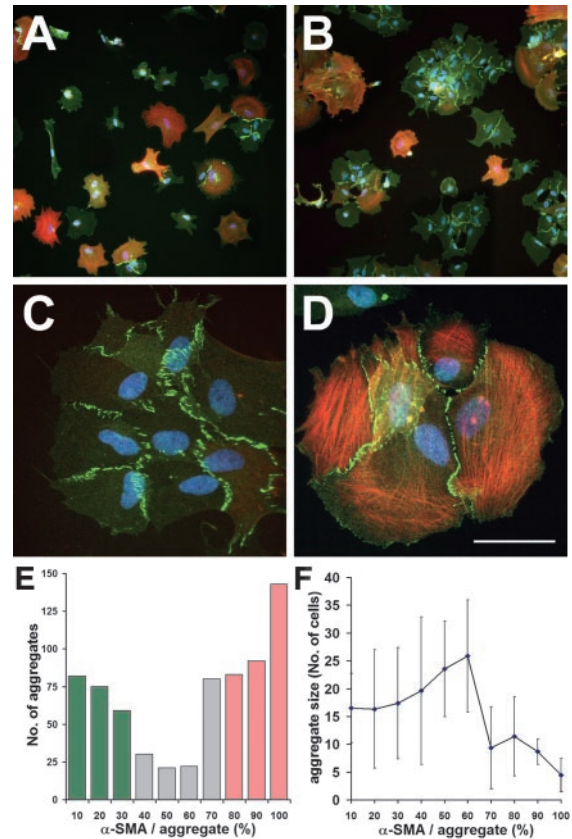 A
B
C
D
E
No. of aggregates
150
125
100
75
50
25
0
10 20 30 40 50 60 70 80 90 100
α-SMA / aggregate (%)
F
aggregate size (No. of cells)
40
35
30
25
20
15
10
5
0
10 20 30 40 50 60 70 80 90 100
α-SMA / aggregate (%)